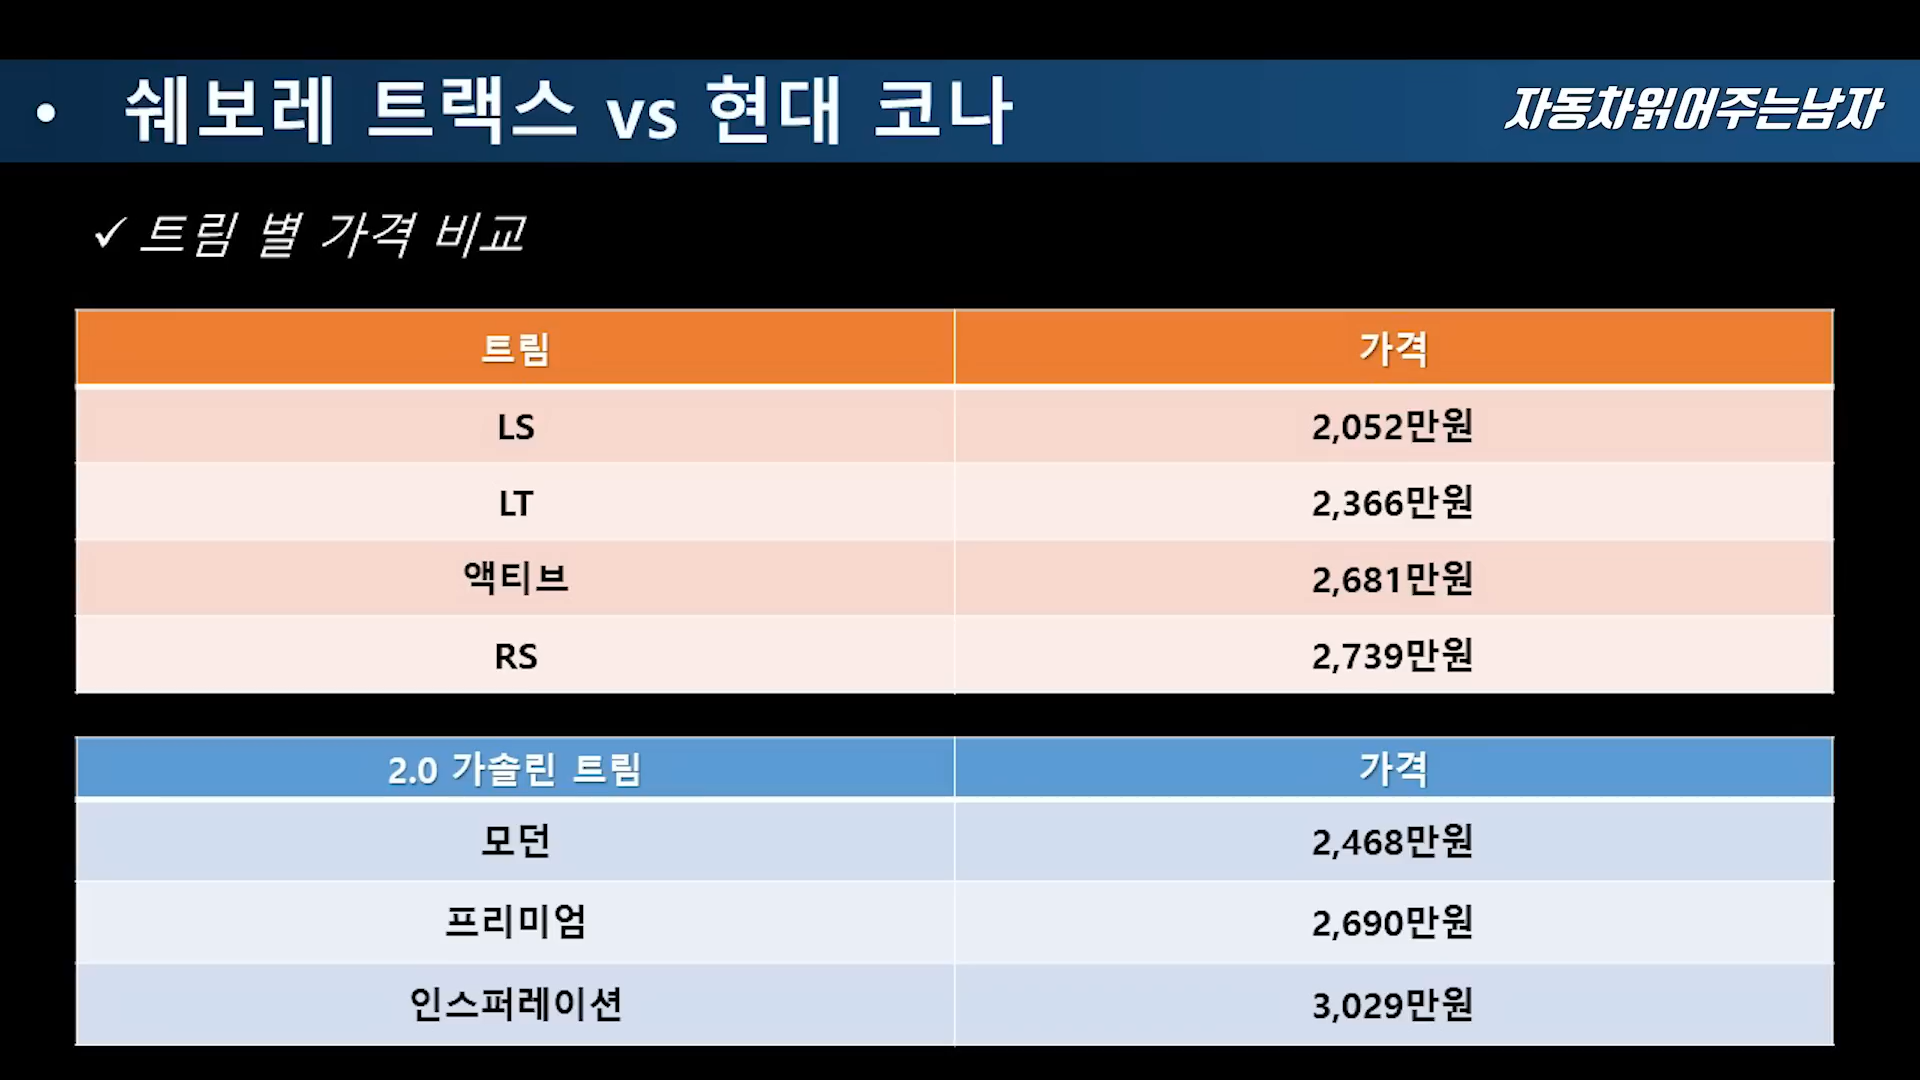 • 쉐보레 트랙스 vs 현대 코나
자동차읽어주는남자
✓ 트림 별 가격 비교
트림 가격
LS 2,052만원
LT 2,366만원
액티브 2,681만원
RS 2,739만원
2.0 가솔린 트림 가격
모던 2,468만원
프리미엄 2,690만원
인스퍼레이션 3,029만원